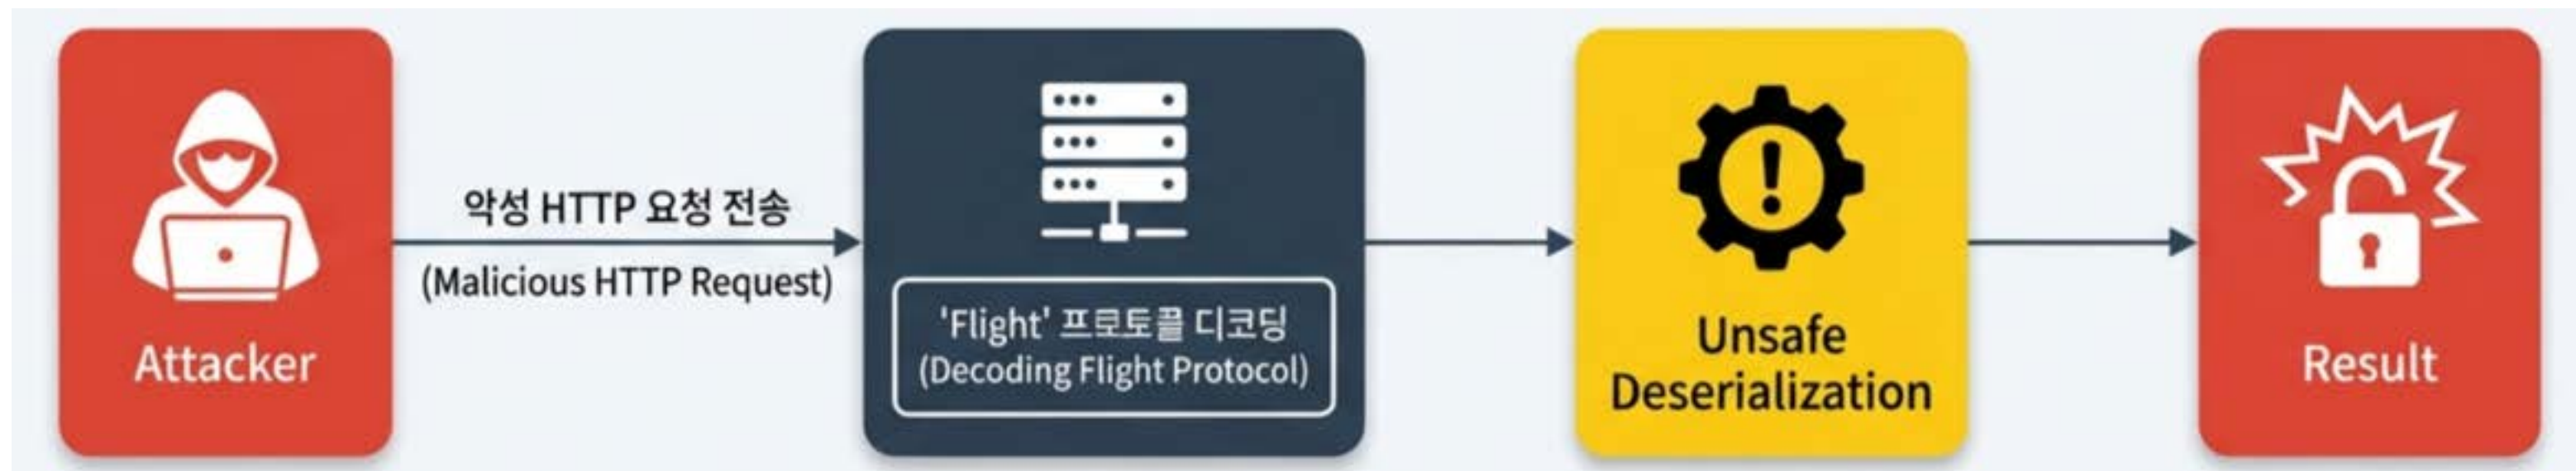 Attacker
악성 HTTP 요청 전송
(Malicious HTTP Request)
'Flight' 프로토콜 디코딩
(Decoding Flight Protocol)
Unsafe
Deserialization
Result